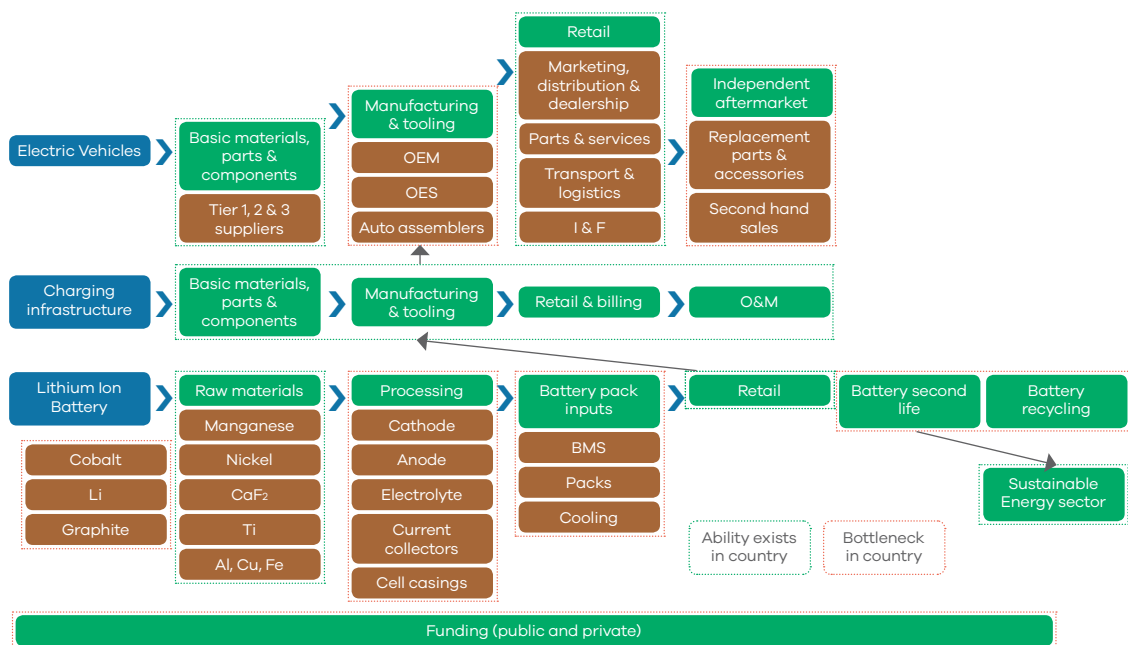 Electric Vehicles
Basic materials,
parts &
components
Tier 1, 2 & 3
suppliers
Manufacturing
& tooling
OEM
OES
Auto assemblers
Retail
Marketing,
distribution &
dealership
Parts & services
Transport &
logistics
I & F
Independent
aftermarket
Replacement
parts &
accessories
Second hand
sales
Charging
infrastructure
Basic materials,
parts &
components
Manufacturing
& tooling
Retail & billing
O&M
Lithium Ion
Battery
Cobalt
Li
Graphite
Raw materials
Manganese
Nickel
CaF₂
Ti
Al, Cu, Fe
Processing
Cathode
Anode
Electrolyte
Current
collectors
Cell casings
Battery pack
inputs
BMS
Packs
Cooling
Retail
Battery second
life
Battery
recycling
Sustainable
Energy sector
Ability exists
in country
Bottleneck
in country
Funding (public and private)